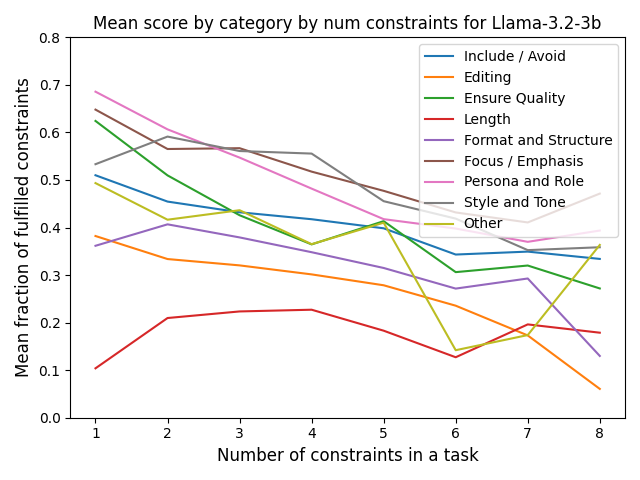 Mean score by category by num constraints for Llama-3.2-3b
Mean fraction of fulfilled constraints
0.8
0.7
0.6
0.5
0.4
0.3
0.2
0.1
0.0
Include / Avoid
Editing
Ensure Quality
Length
Format and Structure
Focus / Emphasis
Persona and Role
Style and Tone
Other
1 2 3 4 5 6 7 8
Number of constraints in a task